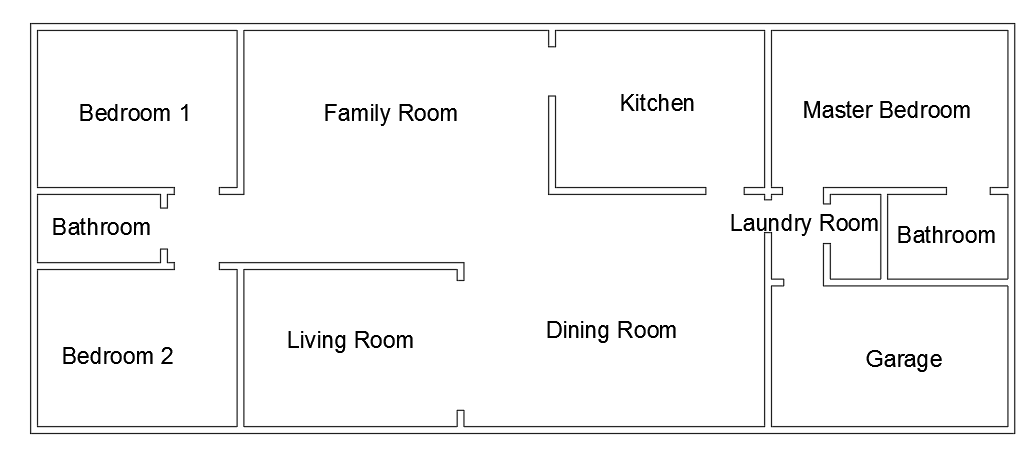 Bedroom 1
Family Room
Kitchen
Master Bedroom
Bathroom
Laundry Room
Bathroom
Bedroom 2
Living Room
Dining Room
Garage